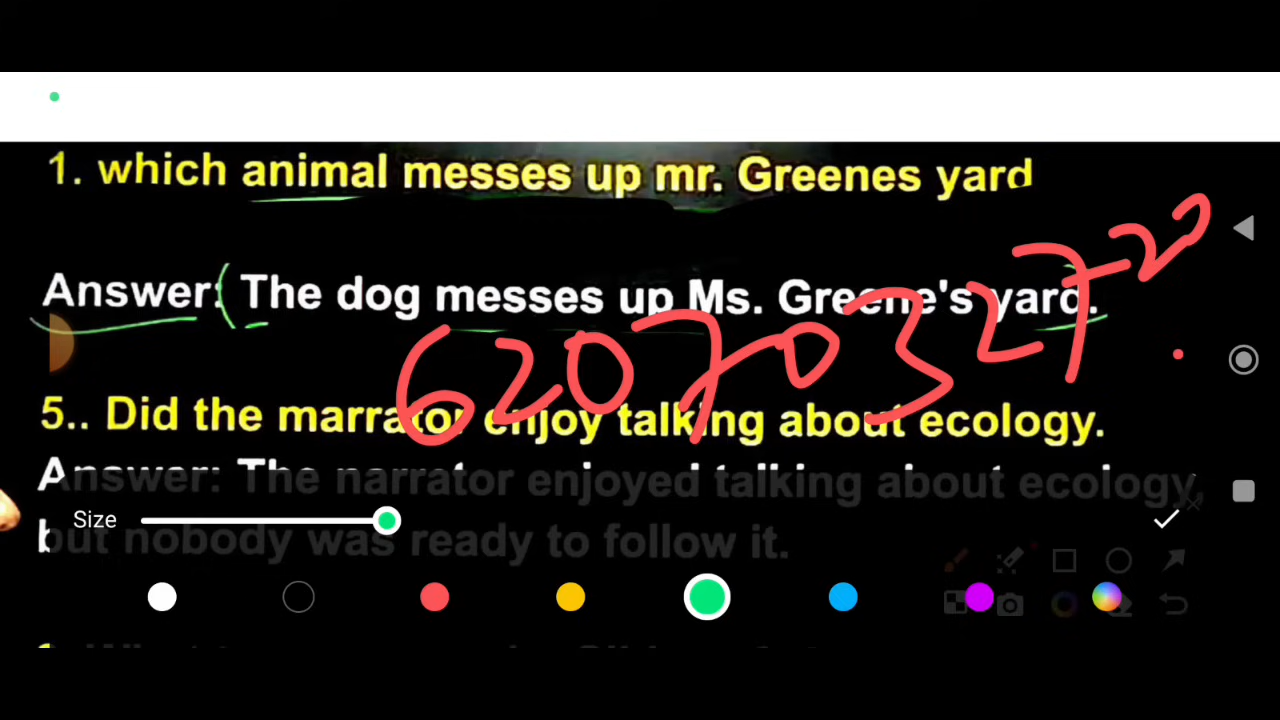 1. which animal messes up mr. Greenes yard
Answer: ( The dog messes up Ms. Greene's yard.
6207032720
5.. Did the marrator enjoy talking about ecology.
Answer: The narrator enjoyed talking about ecology,
but nobody was ready to follow it.
Size